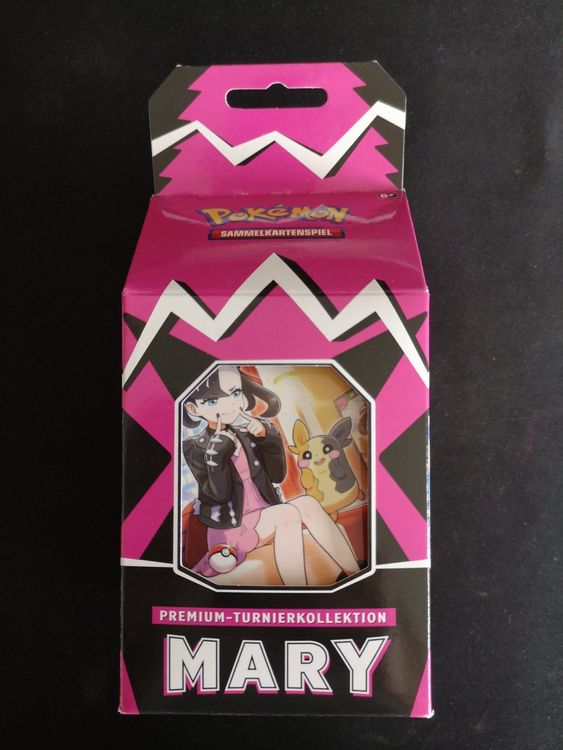 6+
POKéMON
SAMMELKARTENSPIEL
PREMIUM-TURNIERKOLLEKTION
MARY